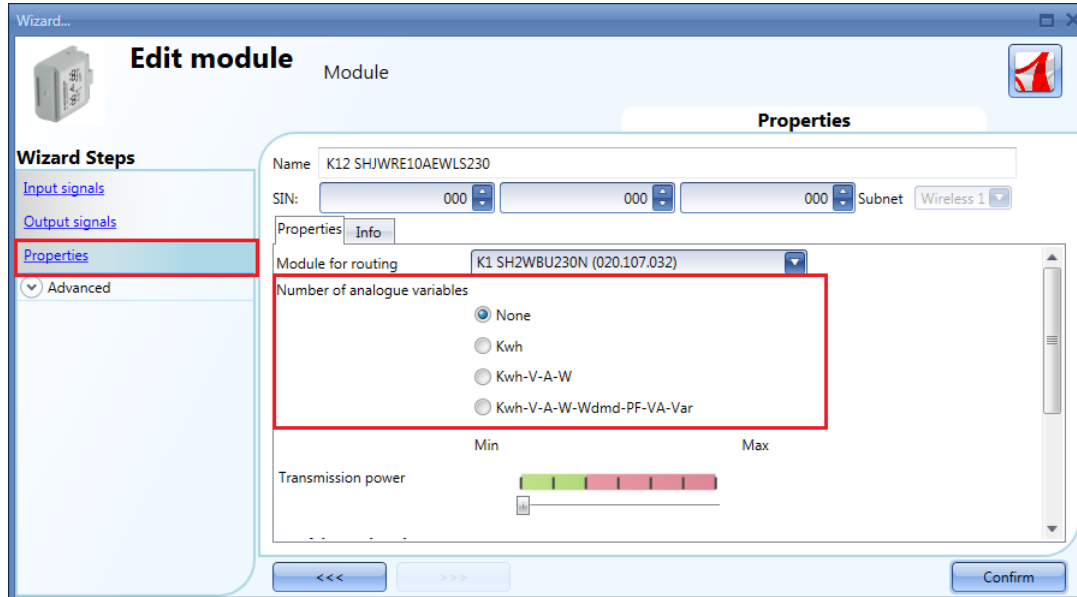 Wizard...
Edit module
Module
Properties
Wizard Steps
Input signals
Output signals
Properties
Advanced
Name K12 SHJWRE10AEWLS230
SIN: 000 000 000 Subnet Wireless 1
Properties Info
Module for routing K1 SH2WBU230N (020.107.032)
Number of analogue variables
None
Kwh
Kwh-V-A-W
Kwh-V-A-W-Wdmd-PF-VA-Var
Min Max
Transmission power
<<< >>> Confirm